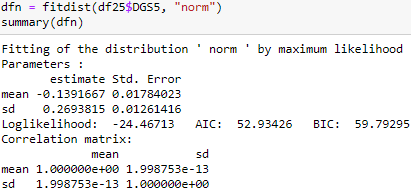 dfn = fitdist(df25$DGS5, "norm")
summary(dfn)
Fitting of the distribution ' norm ' by maximum likelihood
Parameters :
estimate Std. Error
mean -0.1391667 0.01784023
sd 0.2693815 0.01261416
Loglikelihood: -24.46713 AIC: 52.93426 BIC: 59.79295
Correlation matrix:
mean sd
mean 1.000000e+00 1.998753e-13
sd 1.998753e-13 1.000000e+00